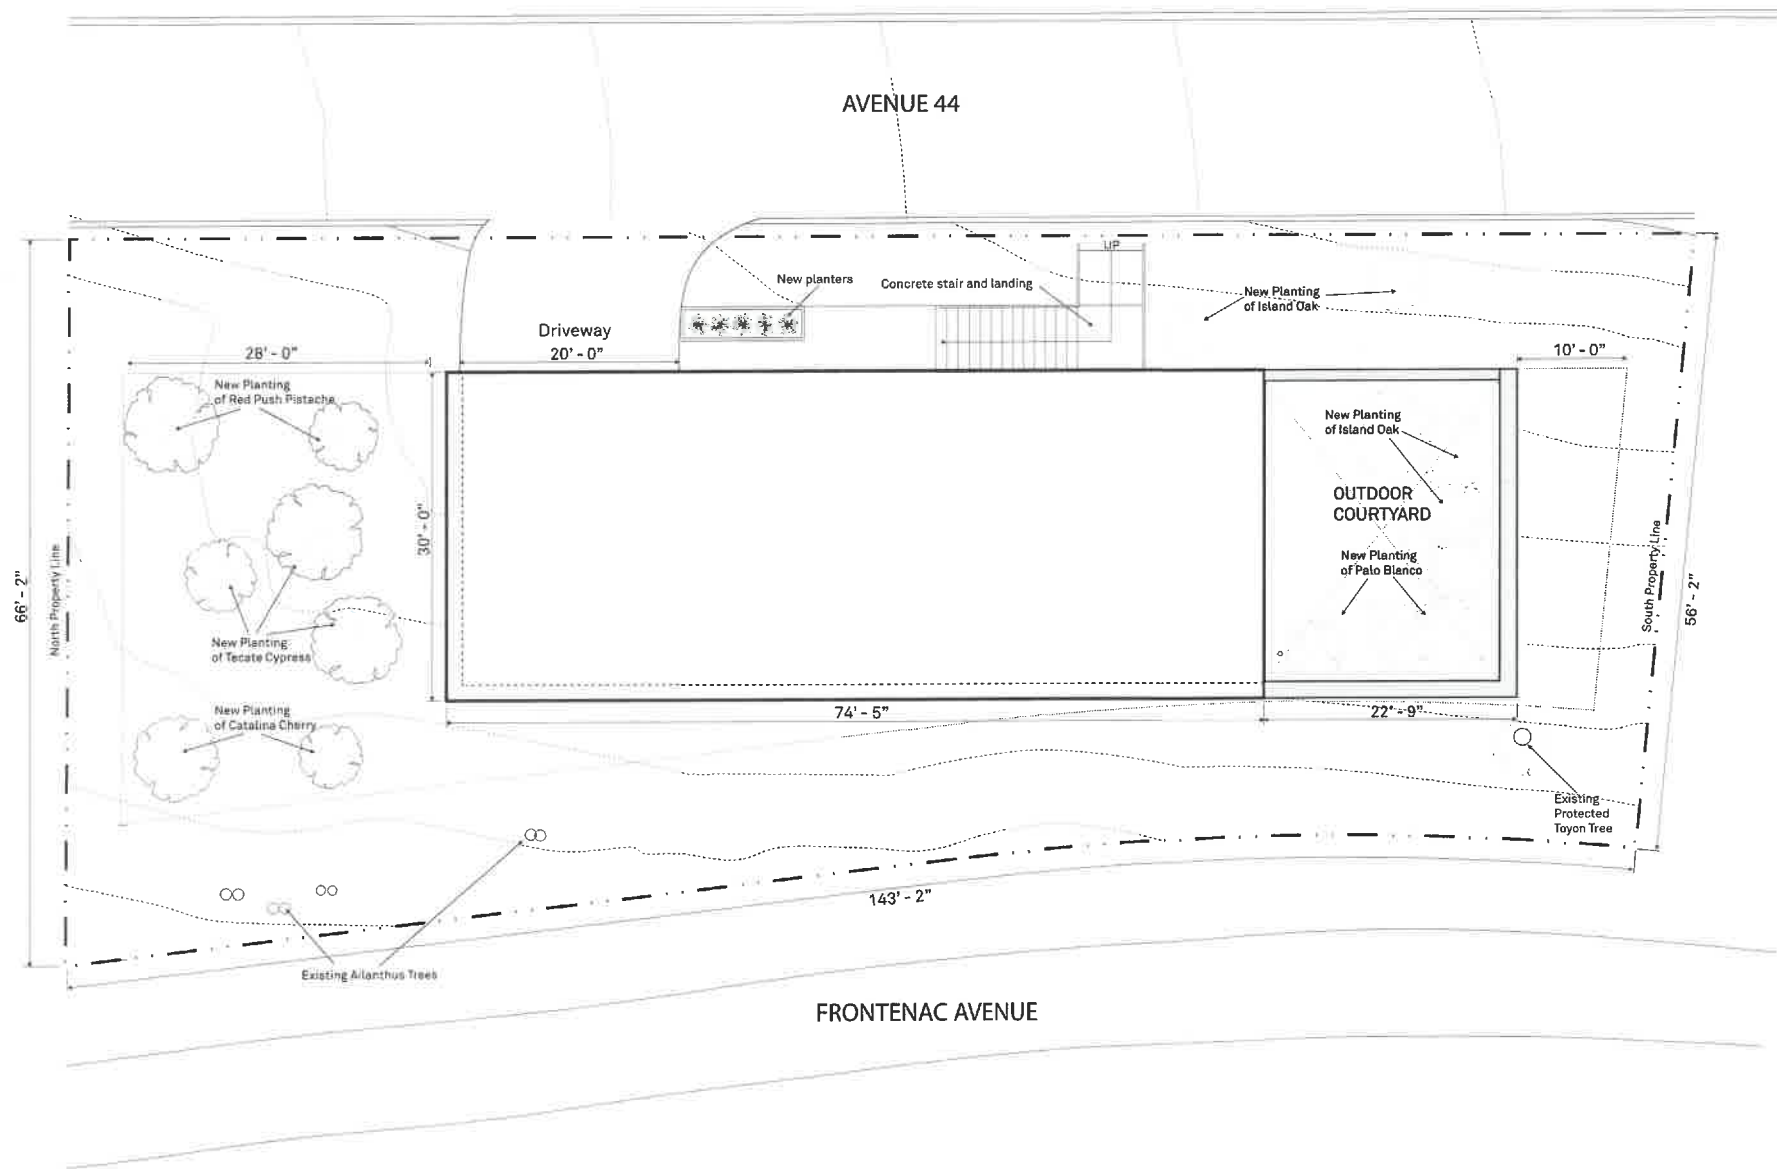 AVENUE 44
UP
New planters
Concrete stair and landing
New Planting
of Island Oak
Driveway
28' - 0"
20' - 0"
10' - 0"
New Planting
of Red Push Pistache
New Planting
of Island Oak
OUTDOOR
COURTYARD
30' - 0"
New Planting
of Palo Blanco
66' - 2"
North Property Line
South Property Line
56' - 2"
New Planting
of Tecate Cypress
New Planting
of Catalina Cherry
74' - 5"
22' - 9"
Existing
Protected
Toyon Tree
143' - 2"
Existing Ailanthus Trees
FRONTENAC AVENUE